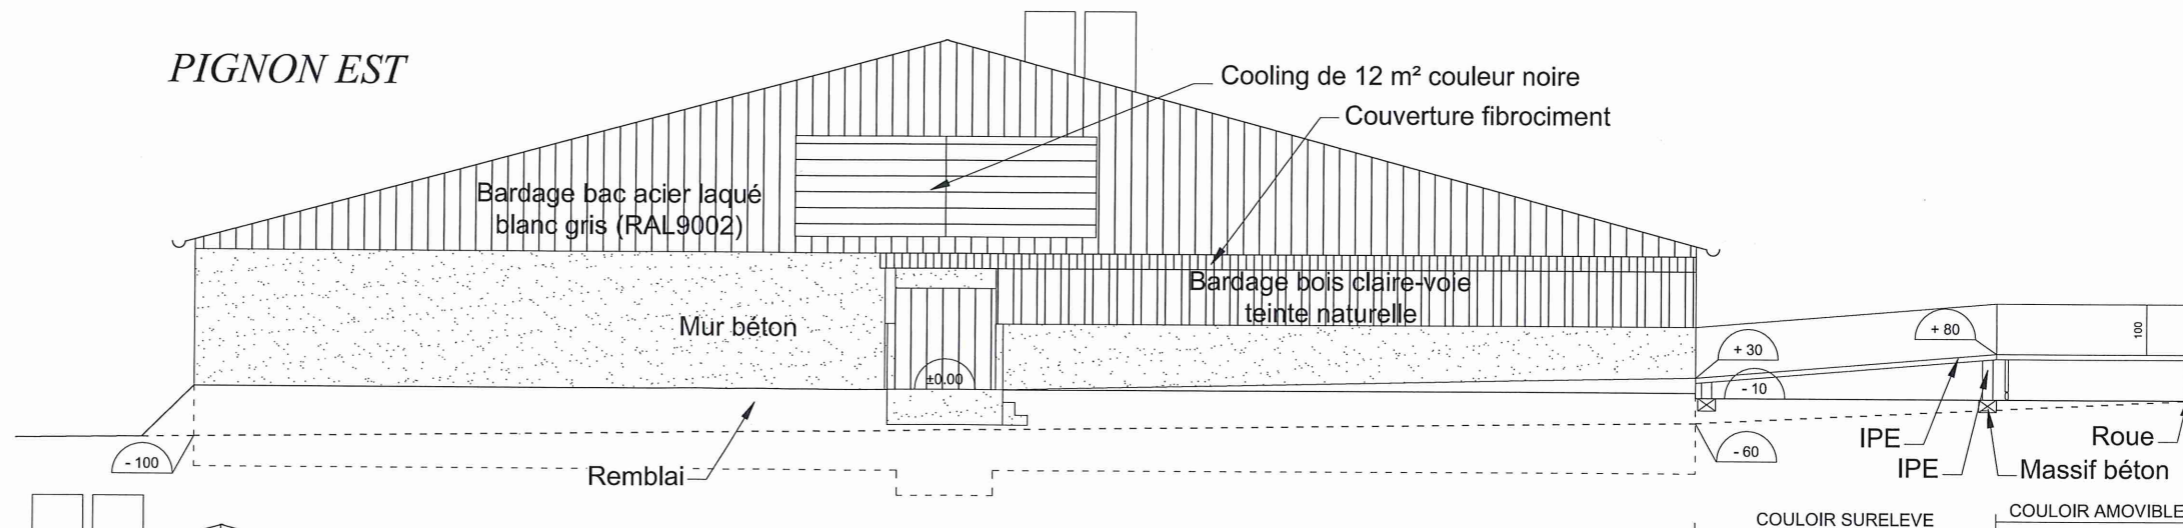 PIGNON EST
Cooling de 12 m² couleur noire
Couverture fibrociment
Bardage bac acier laqué
blanc gris (RAL9002)
Bardage bois claire-voie
teinte naturelle
Mur béton
+ 80
100
+ 30
±0.00
- 10
IPE
Roue
- 60
- 100
Remblai
IPE
Massif béton
COULOIR SURELEVE
COULOIR AMOVIBLE